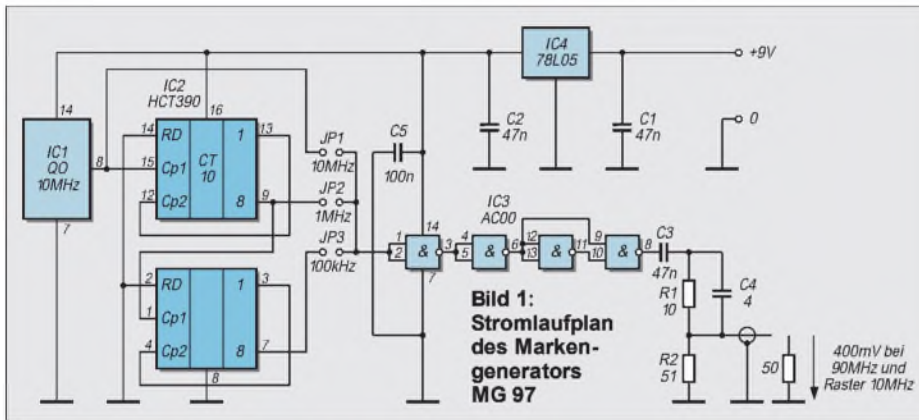 IC4
78L05
+9V
0
C2
47n
C1
47n
14
IC1
QO
10MHz
8
7
IC2
HCT390
16
14
RD
1
13
15
Cp1
CT
10
12
Cp2
8
9
2
RD
1
3
1
Cp1
4
Cp2
8
7
8
JP1
10MHz
JP2
1MHz
JP3
100kHz
C5
100n
IC3
AC00
14
1
2
&
3
7
4
5
&
6
12
13
&
11
9
10
&
8
C3
47n
R1
10
C4
4
R2
51
50
400mV bei
90MHz und
Raster 10MHz
Bild 1:
Stromlaufplan
des Marken-
generators
MG 97